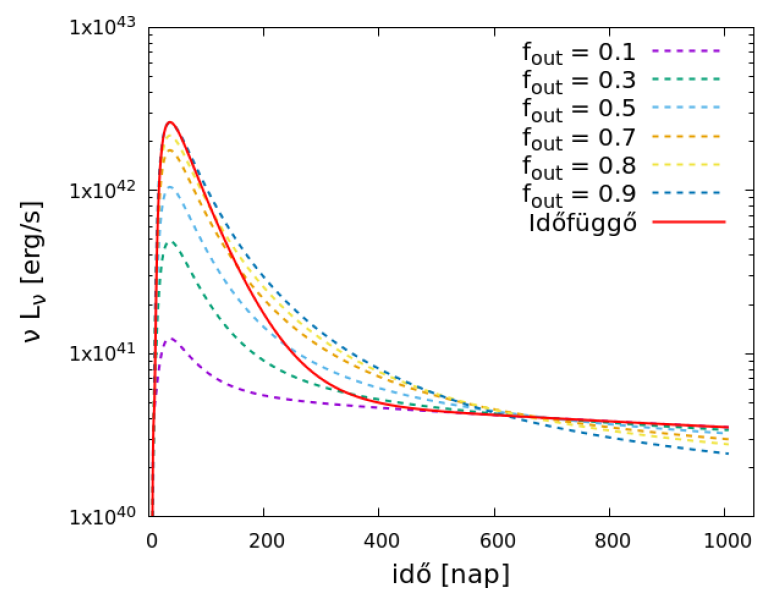 1x10^43
1x10^42
1x10^41
1x10^40
ν L_ν [erg/s]
f_out = 0.1
f_out = 0.3
f_out = 0.5
f_out = 0.7
f_out = 0.8
f_out = 0.9
Időfüggő
0 200 400 600 800 1000
idő [nap]